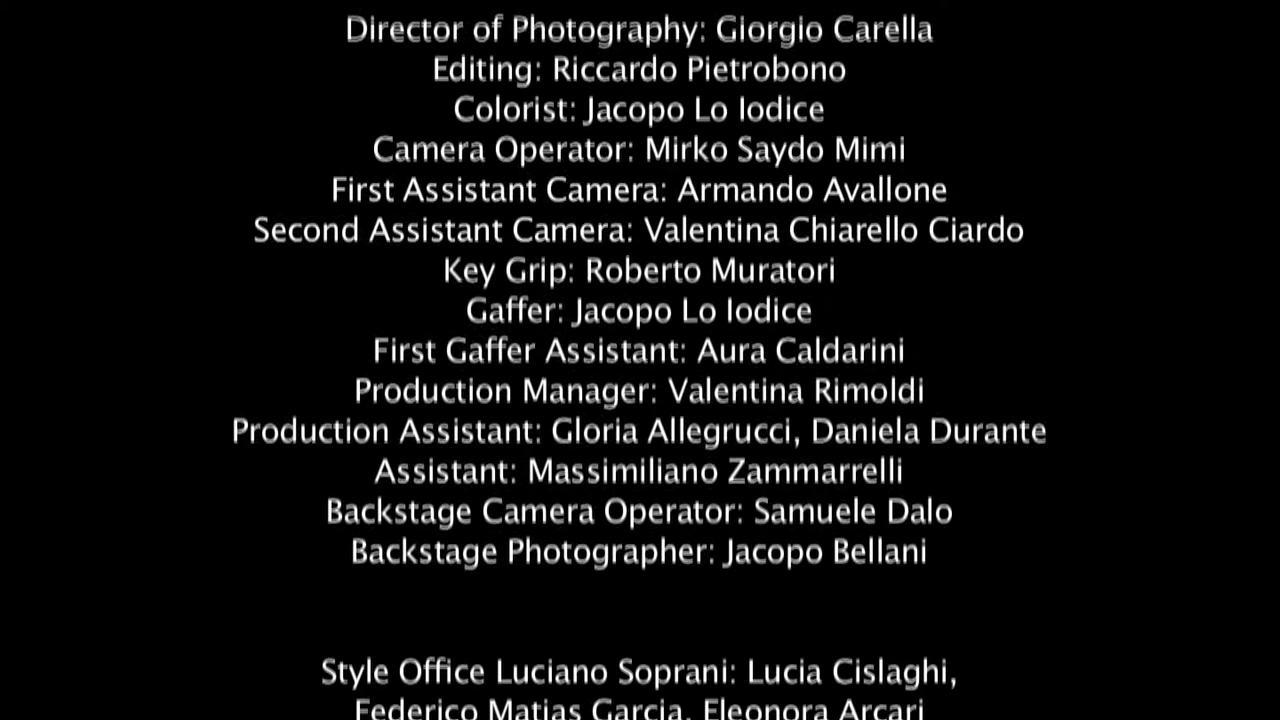 Director of Photography: Giorgio Carella
Editing: Riccardo Pietrobono
Colorist: Jacopo Lo Iodice
Camera Operator: Mirko Saydo Mimi
First Assistant Camera: Armando Avallone
Second Assistant Camera: Valentina Chiarello Ciardo
Key Grip: Roberto Muratori
Gaffer: Jacopo Lo Iodice
First Gaffer Assistant: Aura Caldarini
Production Manager: Valentina Rimoldi
Production Assistant: Gloria Allegrucci, Daniela Durante
Assistant: Massimiliano Zammarrelli
Backstage Camera Operator: Samuele Dalo
Backstage Photographer: Jacopo Bellani
Style Office Luciano Soprani: Lucia Cislaghi,
Federico Matias Garcia, Eleonora Arcari